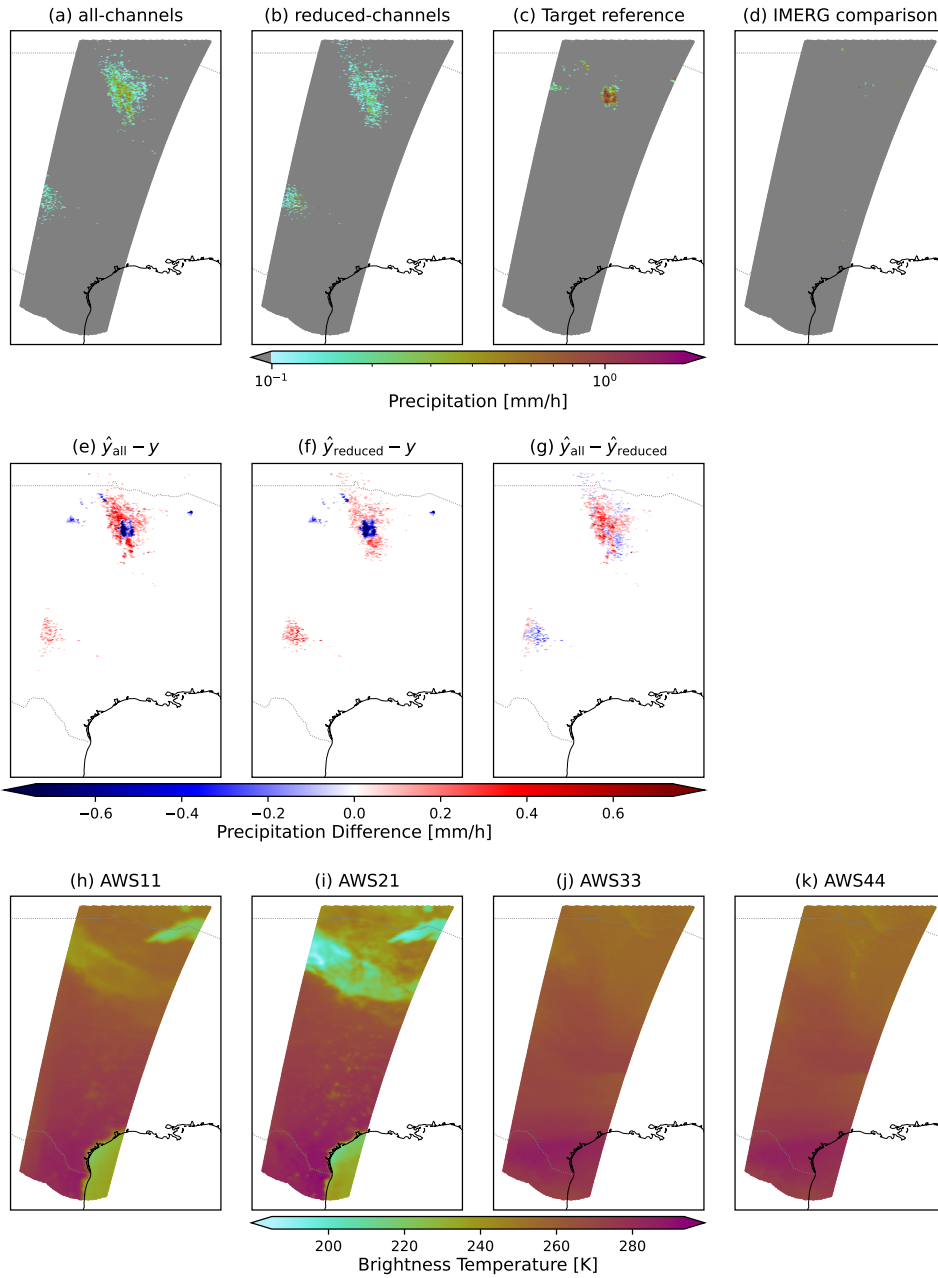 (a) all-channels
(b) reduced-channels
(c) Target reference
(d) IMERG comparison
10⁻¹
10⁰
Precipitation [mm/h]
(e) ŷ_all − y
(f) ŷ_reduced − y
(g) ŷ_all − ŷ_reduced
−0.6
−0.4
−0.2
0.0
0.2
0.4
0.6
Precipitation Difference [mm/h]
(h) AWS11
(i) AWS21
(j) AWS33
(k) AWS44
200
220
240
260
280
Brightness Temperature [K]